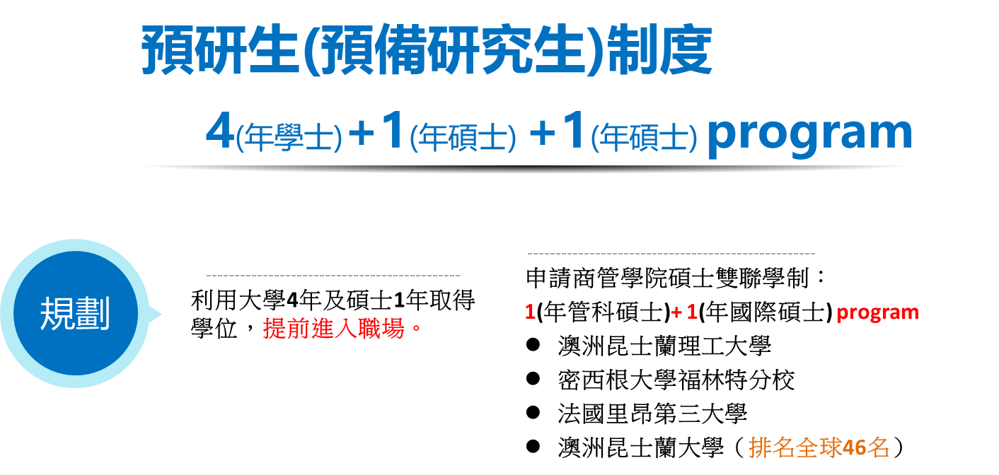 預研生(預備研究生)制度
4(年學士)+1(年碩士) +1(年碩士) program
規劃
利用大學4年及碩士1年取得
學位，提前進入職場。
申請商管學院碩士雙聯學制：
1(年管科碩士)+ 1(年國際碩士) program
● 澳洲昆士蘭理工大學
● 密西根大學福林特分校
● 法國里昂第三大學
● 澳洲昆士蘭大學（排名全球46名）